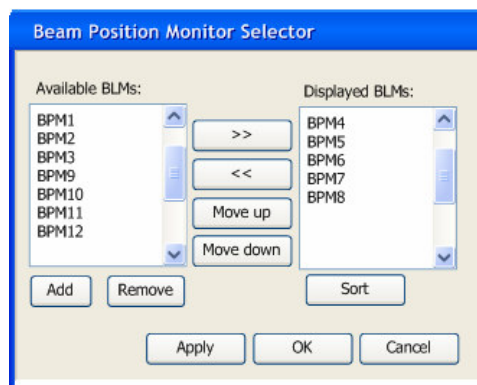 Beam Position Monitor Selector
Available BLMs:
Displayed BLMs:
BPM1
BPM2
BPM3
BPM9
BPM10
BPM11
BPM12
>>
<<
Move up
Move down
BPM4
BPM5
BPM6
BPM7
BPM8
Add
Remove
Sort
Apply
OK
Cancel